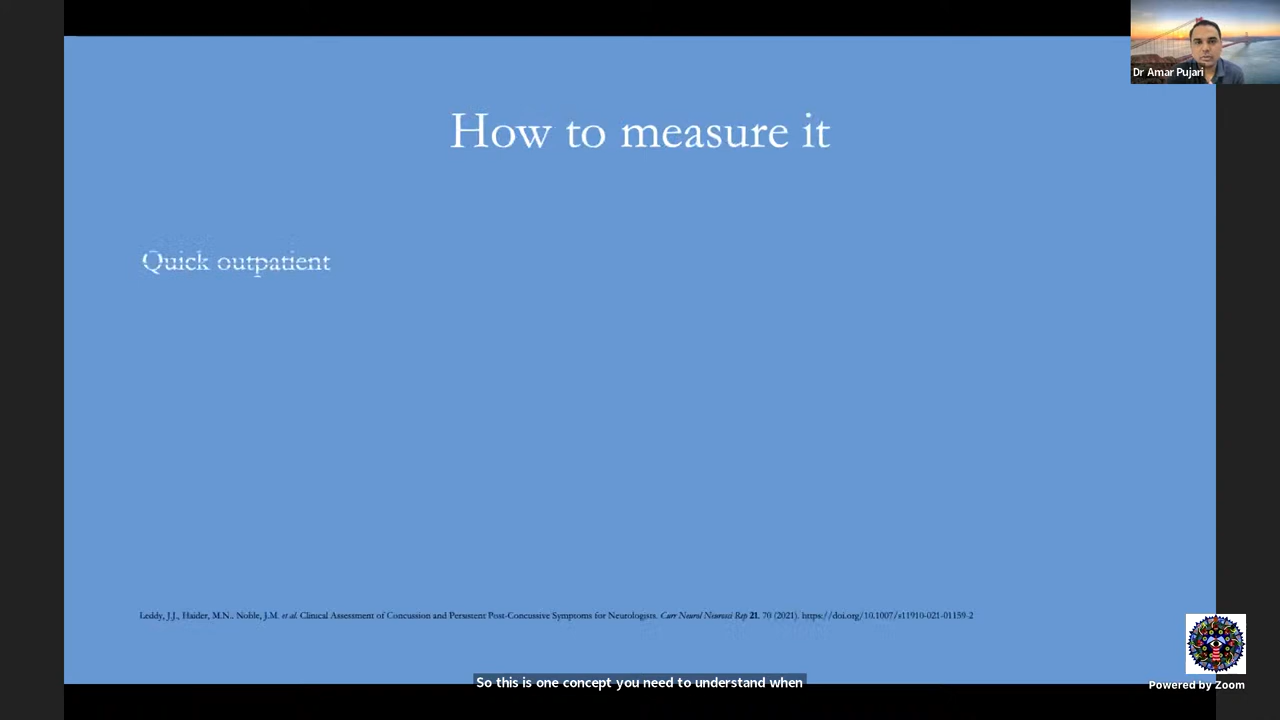 Dr Amar Pujari
How to measure it
Quick outpatient
Leddy, J.J., Haider, M.N., Noble, J.M. et al. Clinical Assessment of Concussion and Persistent Post-Concussive Symptoms for Neurologists. Curr Neurol Neurosci Rep 21, 70 (2021). https://doi.org/10.1007/s11910-021-01159-2
So this is one concept you need to understand when
Powered by Zoom